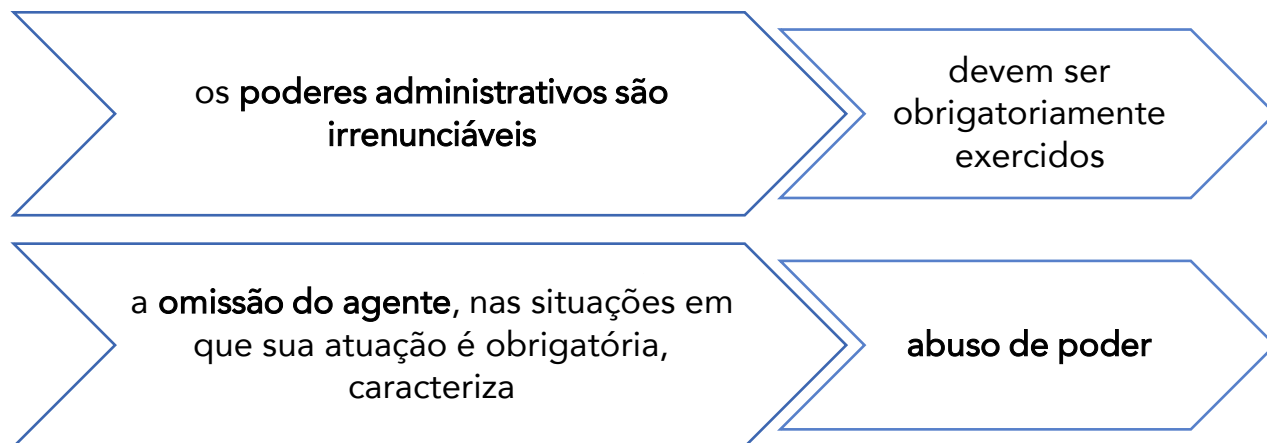 os poderes administrativos são
irrenunciáveis
devem ser
obrigatoriamente
exercidos
a omissão do agente, nas situações em
que sua atuação é obrigatória,
caracteriza
abuso de poder